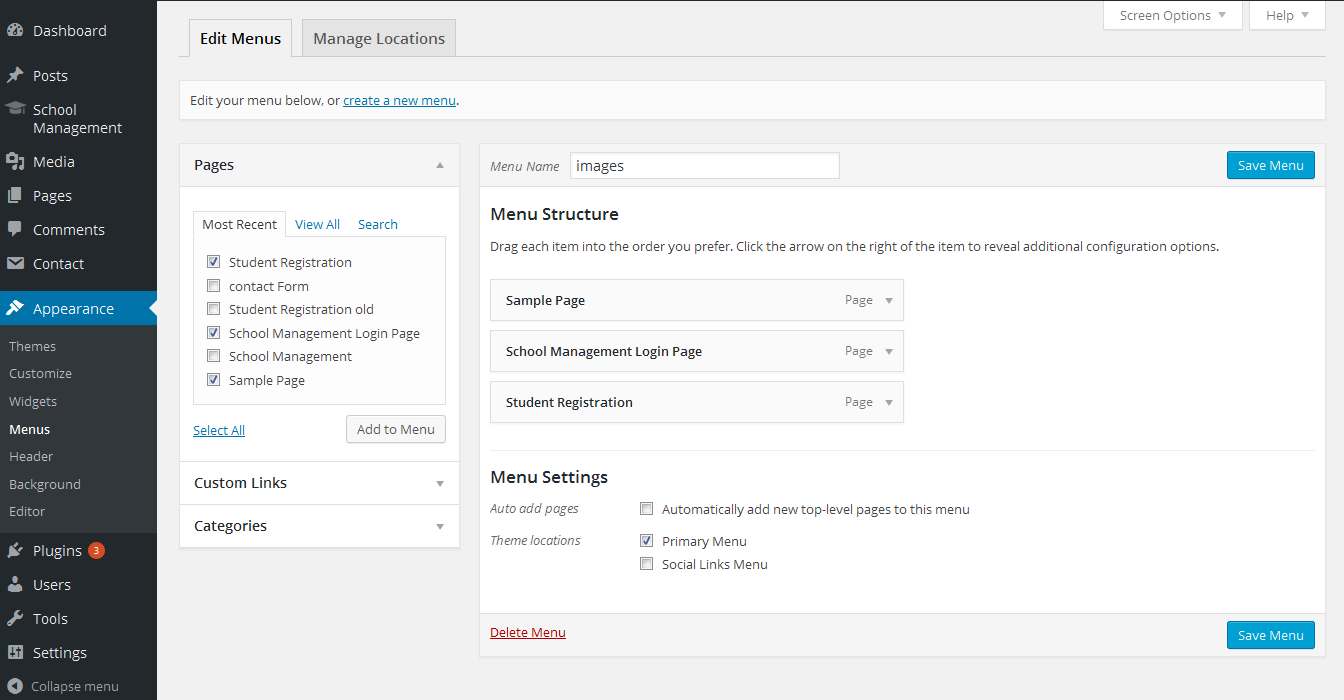 Dashboard
Posts
School
Management
Media
Pages
Comments
Contact
Appearance
Themes
Customize
Widgets
Menus
Header
Background
Editor
Plugins 3
Users
Tools
Settings
Collapse menu
Screen Options
Help
Edit Menus
Manage Locations
Edit your menu below, or create a new menu.
Pages
Most Recent
View All
Search
Student Registration
contact Form
Student Registration old
School Management Login Page
School Management
Sample Page
Select All
Add to Menu
Custom Links
Categories
Menu Name
images
Save Menu
Menu Structure
Drag each item into the order you prefer. Click the arrow on the right of the item to reveal additional configuration options.
Sample Page
Page
School Management Login Page
Page
Student Registration
Page
Menu Settings
Auto add pages
Automatically add new top-level pages to this menu
Theme locations
Primary Menu
Social Links Menu
Delete Menu
Save Menu